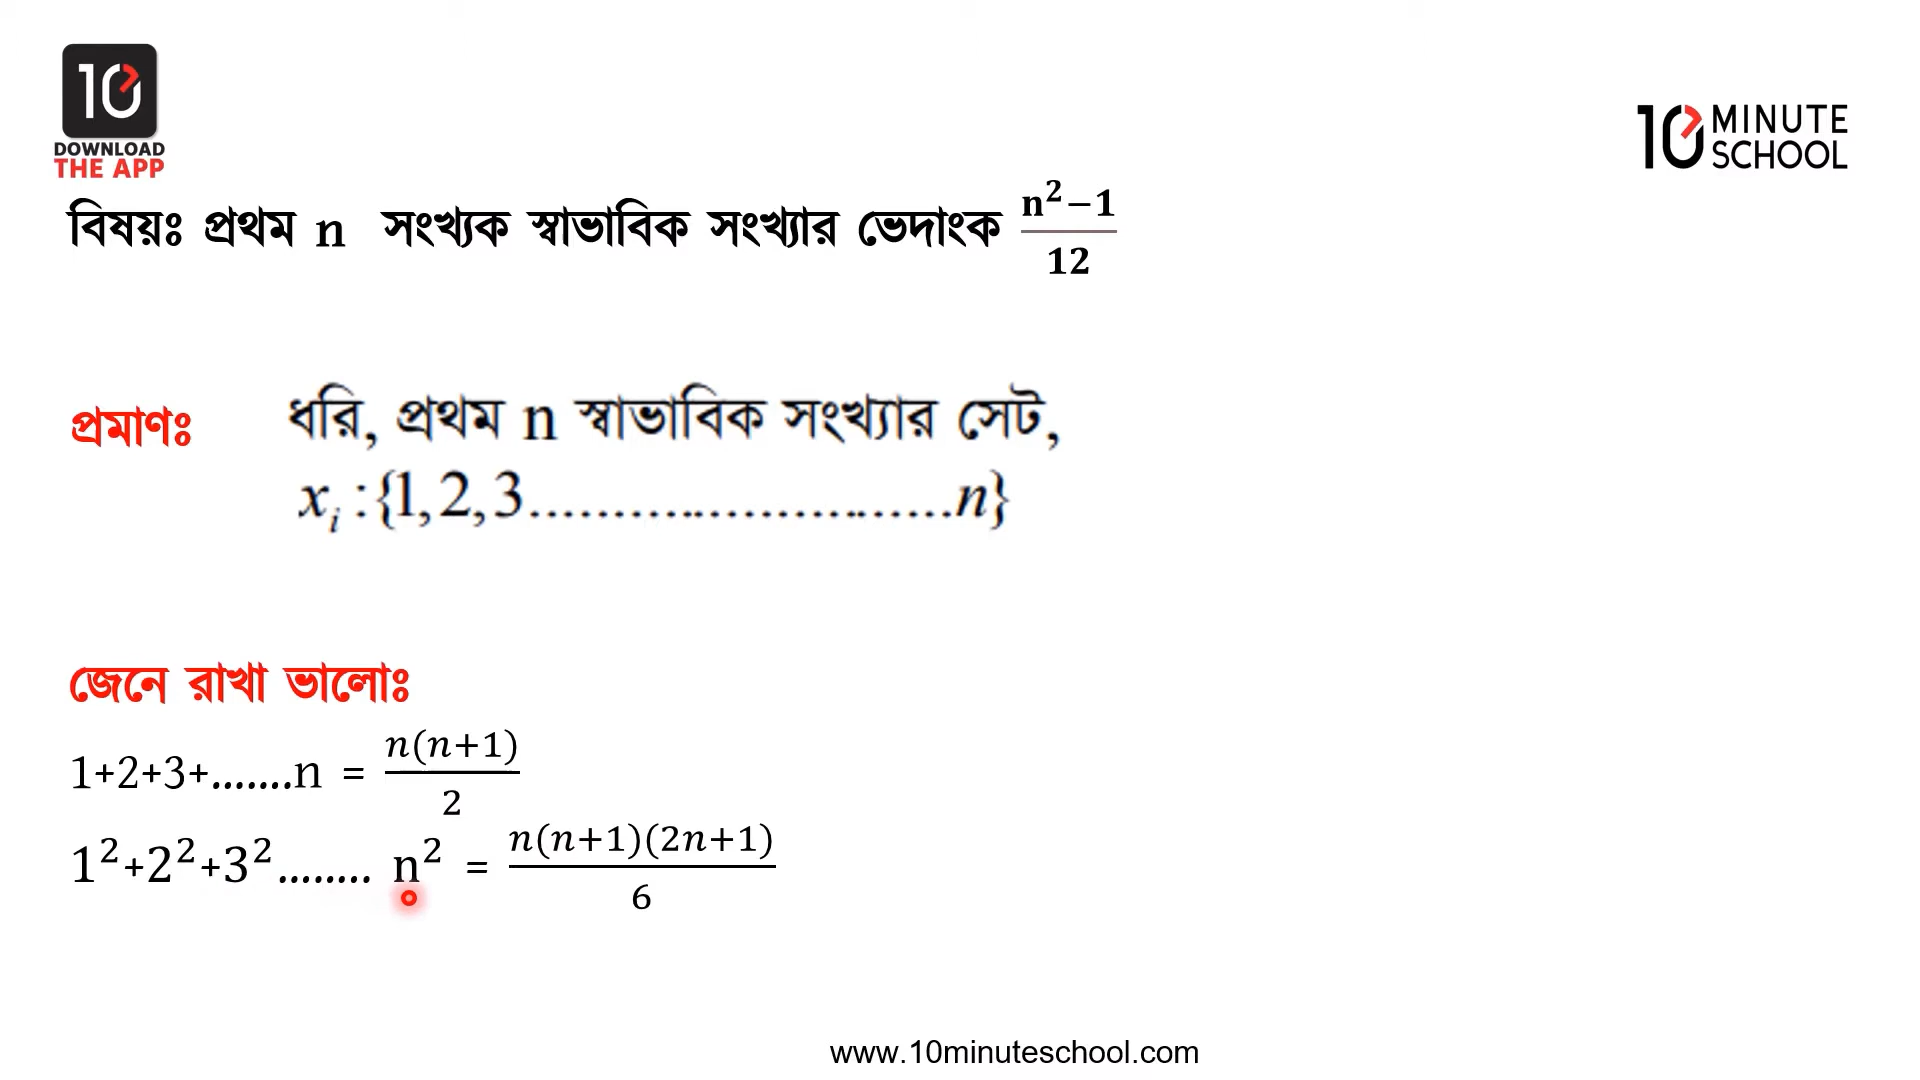 10
DOWNLOAD
THE APP
10 MINUTE
SCHOOL
বিষয়ঃ প্রথম n সংখ্যক স্বাভাবিক সংখ্যার ভেদাংক n²−1/12
প্রমাণঃ ধরি, প্রথম n স্বাভাবিক সংখ্যার সেট,
xᵢ :{1,2,3...............................n}
জেনে রাখা ভালোঃ
1+2+3+.......n = n(n+1)/2
1²+2²+3²........ n² = n(n+1)(2n+1)/6
www.10minuteschool.com